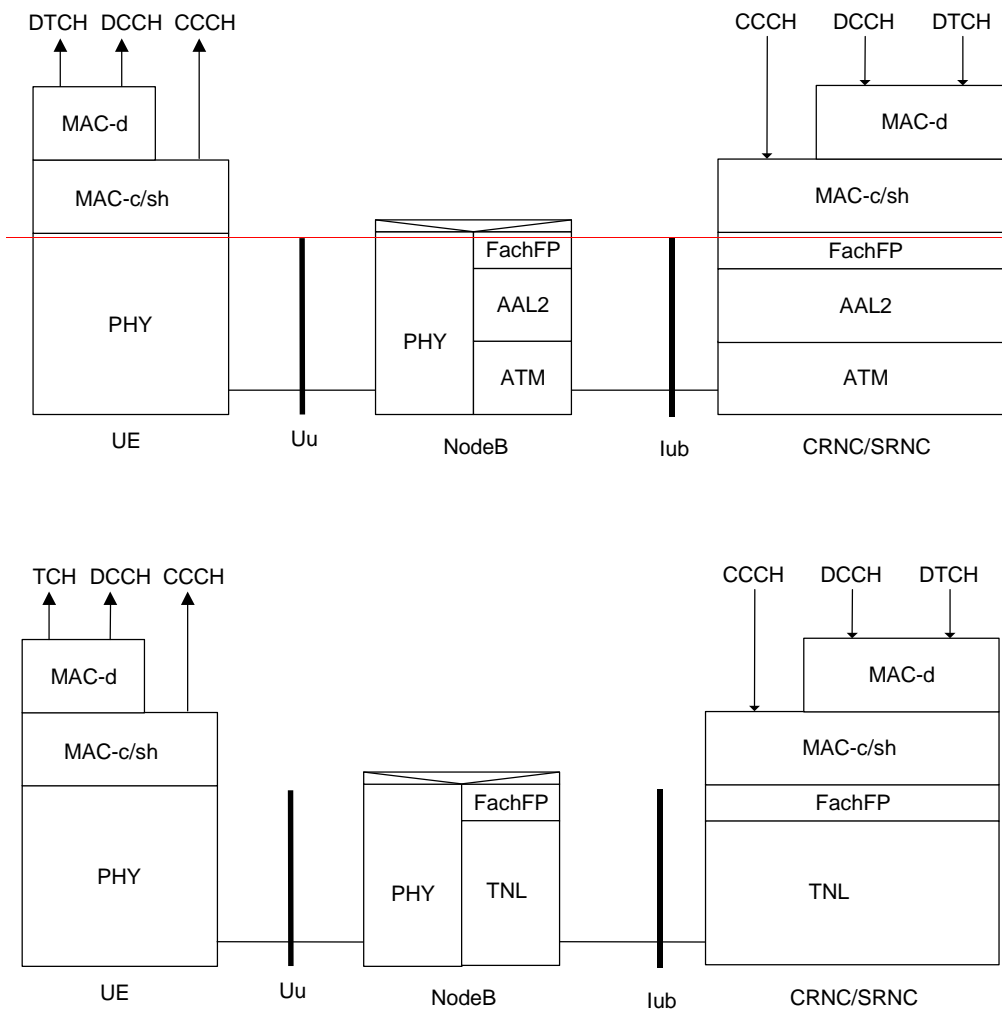 DTCH DCCH CCCH
CCCH DCCH DTCH
MAC-d
MAC-d
MAC-c/sh
MAC-c/sh
FachFP
FachFP
PHY
AAL2
AAL2
PHY
ATM
ATM
UE
Uu
NodeB
Iub
CRNC/SRNC
TCH DCCH CCCH
CCCH DCCH DTCH
MAC-d
MAC-d
MAC-c/sh
MAC-c/sh
FachFP
FachFP
PHY
PHY
TNL
TNL
UE
Uu
NodeB
Iub
CRNC/SRNC